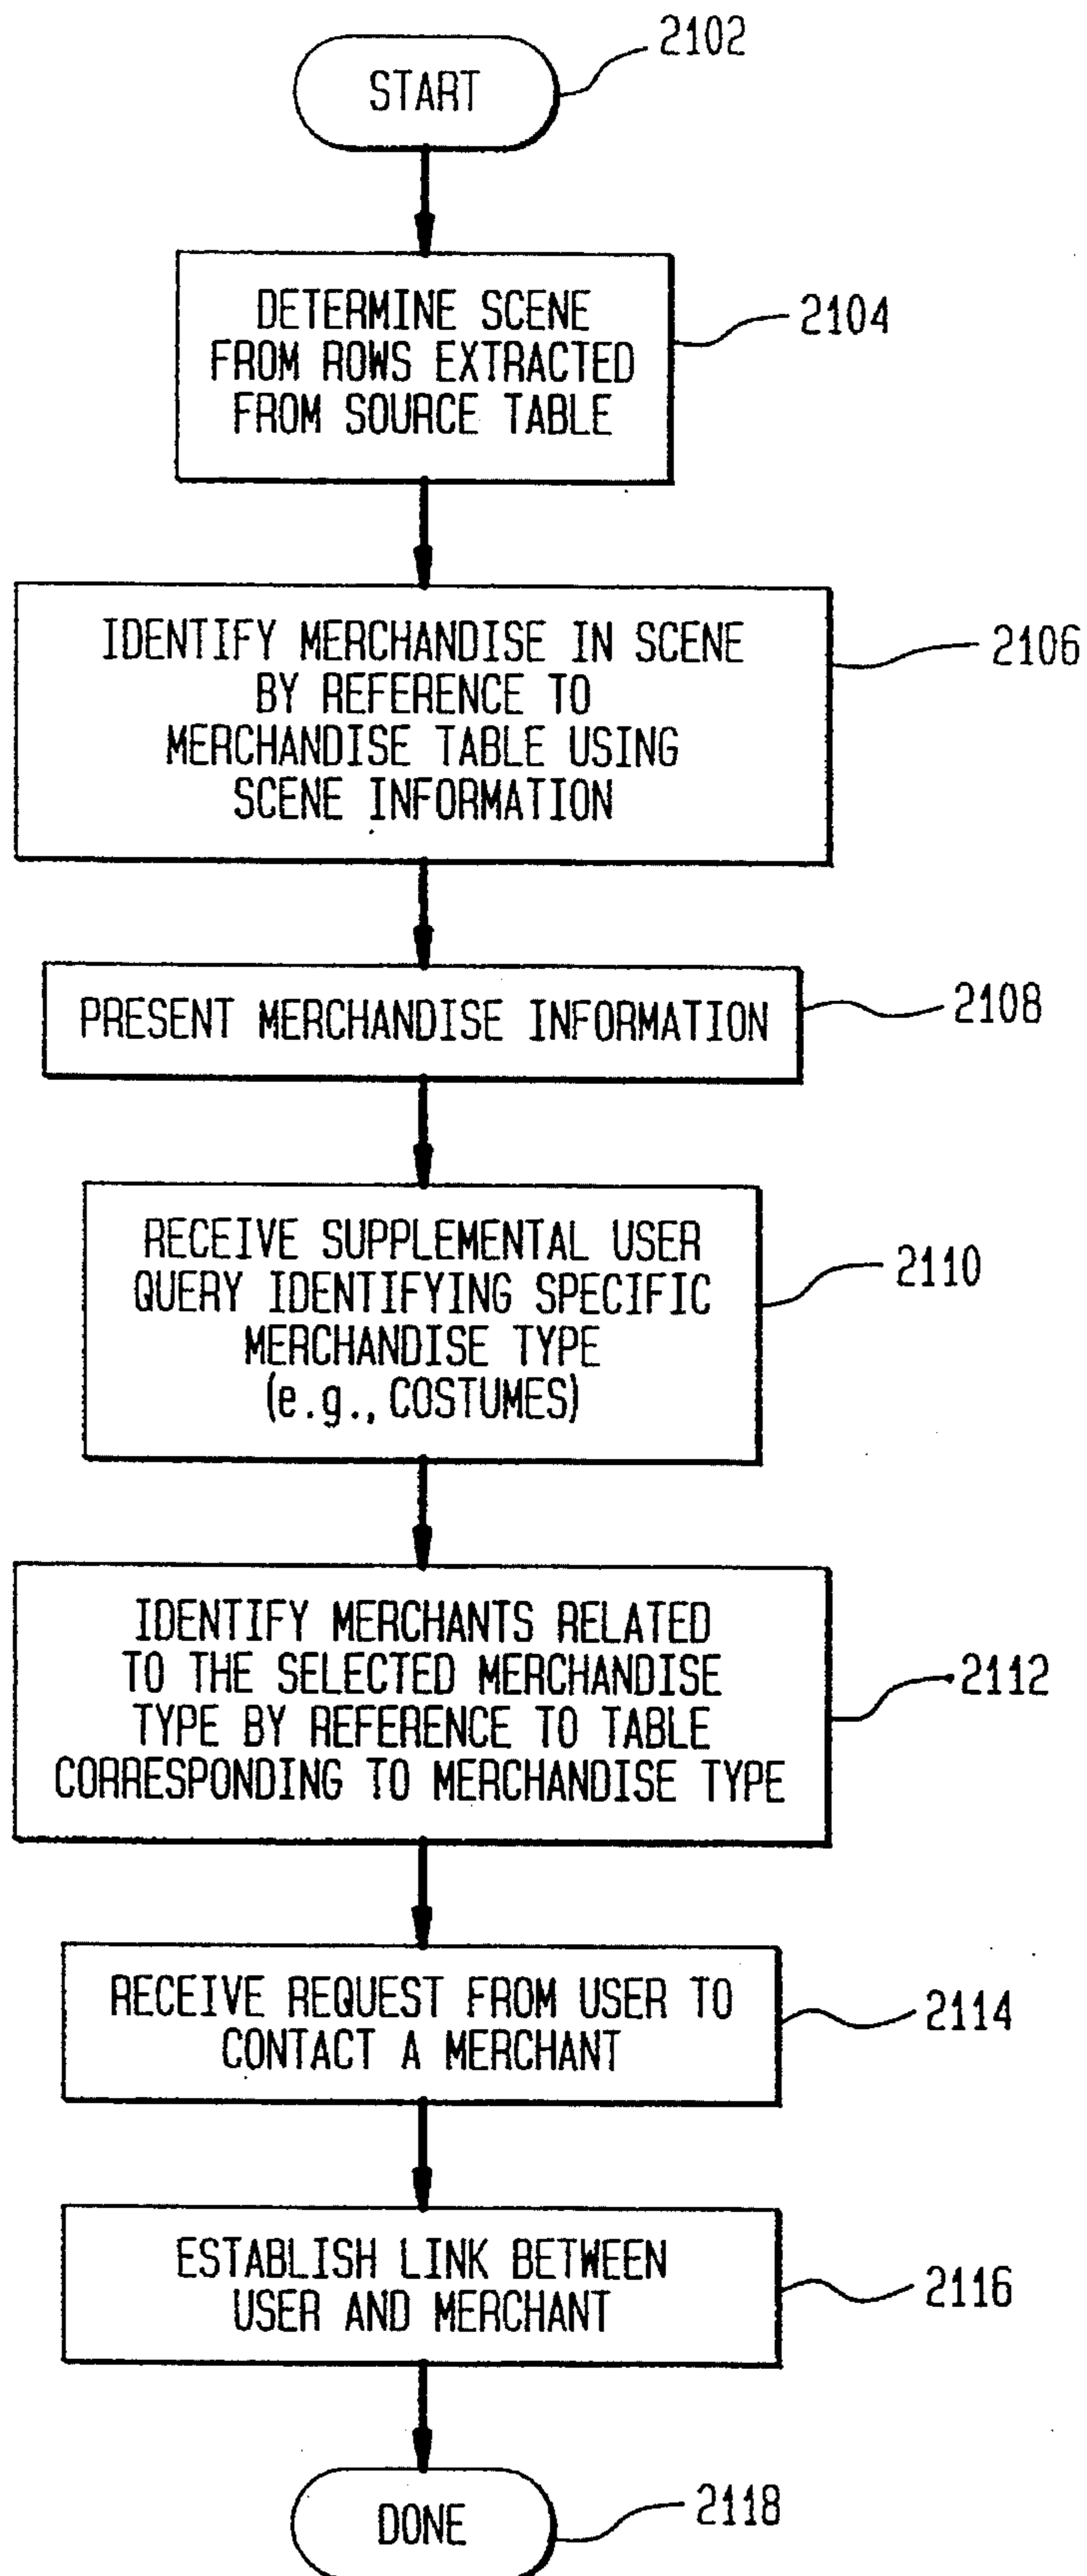 START
2102
DETERMINE SCENE
FROM ROWS EXTRACTED
FROM SOURCE TABLE
2104
IDENTIFY MERCHANDISE IN SCENE
BY REFERENCE TO
MERCHANDISE TABLE USING
SCENE INFORMATION
2106
PRESENT MERCHANDISE INFORMATION
2108
RECEIVE SUPPLEMENTAL USER
QUERY IDENTIFYING SPECIFIC
MERCHANDISE TYPE
(e.g., COSTUMES)
2110
IDENTIFY MERCHANTS RELATED
TO THE SELECTED MERCHANDISE
TYPE BY REFERENCE TO TABLE
CORRESPONDING TO MERCHANDISE TYPE
2112
RECEIVE REQUEST FROM USER TO
CONTACT A MERCHANT
2114
ESTABLISH LINK BETWEEN
USER AND MERCHANT
2116
DONE
2118